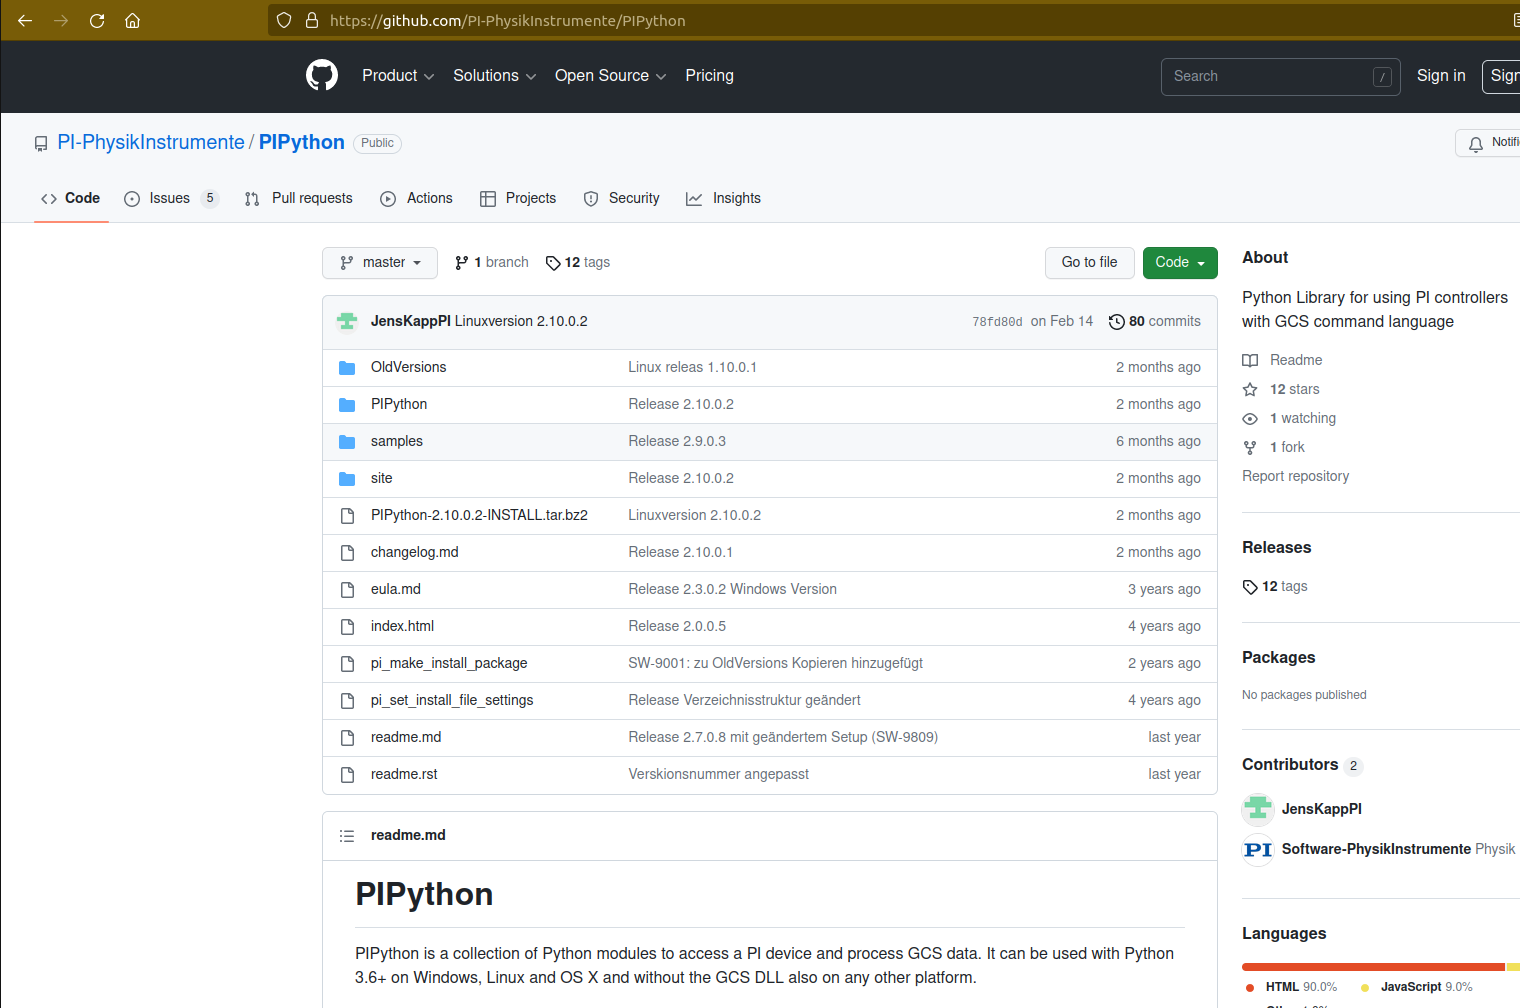 https://github.com/PI-PhysikInstrumente/PIPython
Product Solutions Open Source Pricing Search / Sign in Sign
PI-PhysikInstrumente / PIPython Public Notifi
Code Issues 5 Pull requests Actions Projects Security Insights
master 1 branch 12 tags Go to file Code
JensKappPI Linuxversion 2.10.0.2 78fd80d on Feb 14 80 commits
OldVersions Linux releas 1.10.0.1 2 months ago
PIPython Release 2.10.0.2 2 months ago
samples Release 2.9.0.3 6 months ago
site Release 2.10.0.2 2 months ago
PIPython-2.10.0.2-INSTALL.tar.bz2 Linuxversion 2.10.0.2 2 months ago
changelog.md Release 2.10.0.1 2 months ago
eula.md Release 2.3.0.2 Windows Version 3 years ago
index.html Release 2.0.0.5 4 years ago
pi_make_install_package SW-9001: zu OldVersions Kopieren hinzugefügt 2 years ago
pi_set_install_file_settings Release Verzeichnisstruktur geändert 4 years ago
readme.md Release 2.7.0.8 mit geändertem Setup (SW-9809) last year
readme.rst Verskionsnummer angepasst last year
readme.md
PIPython
PIPython is a collection of Python modules to access a PI device and process GCS data. It can be used with Python
3.6+ on Windows, Linux and OS X and without the GCS DLL also on any other platform.
About
Python Library for using PI controllers
with GCS command language
Readme
12 stars
1 watching
1 fork
Report repository
Releases
12 tags
Packages
No packages published
Contributors 2
JensKappPI
PI Software-PhysikInstrumente Physik
Languages
HTML 90.0% JavaScript 9.0%